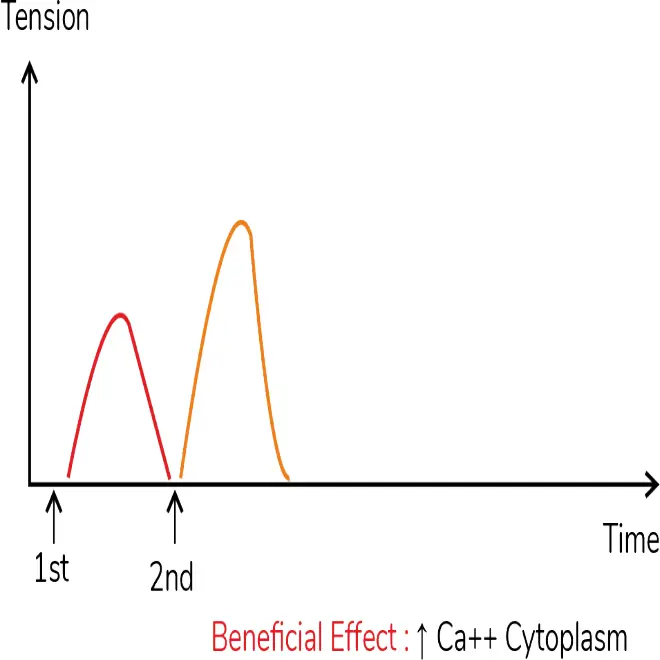 Tension
Time
1st
2nd
Beneficial Effect : ↑ Ca++ Cytoplasm